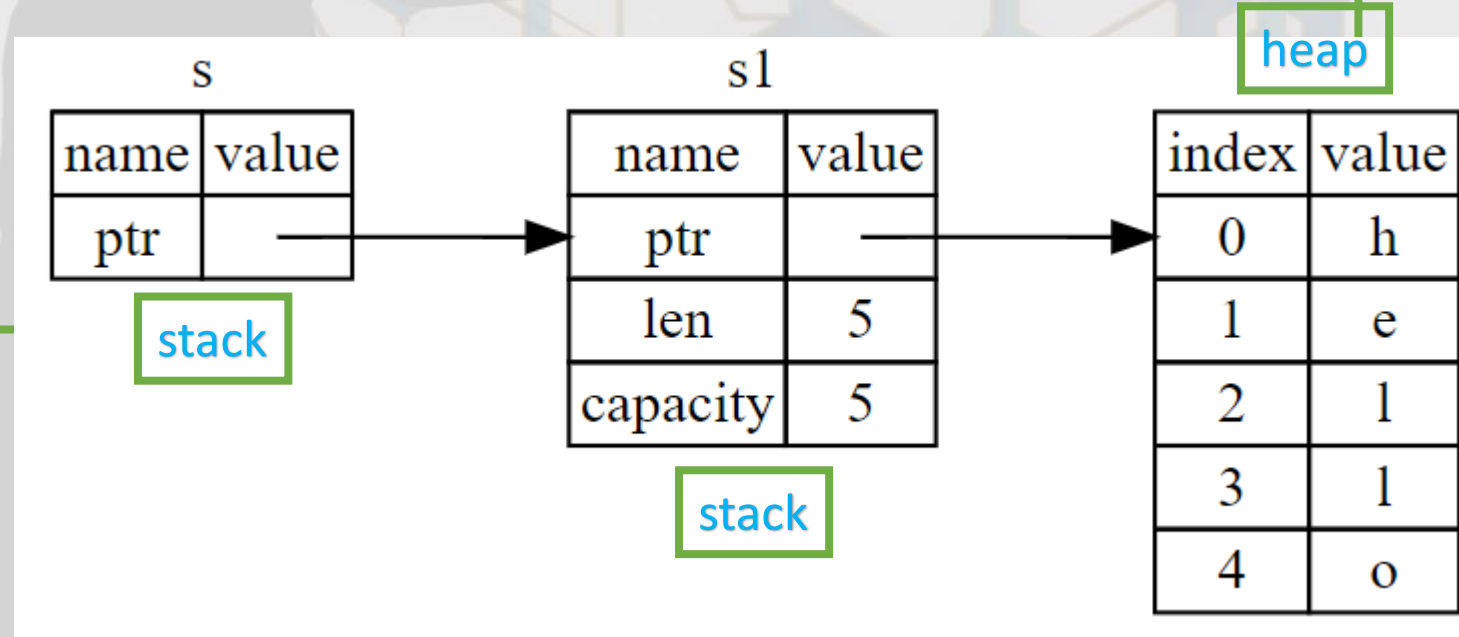 s
name value
ptr
stack
s1
name value
ptr
len 5
capacity 5
stack
heap
index value
0 h
1 e
2 l
3 l
4 o